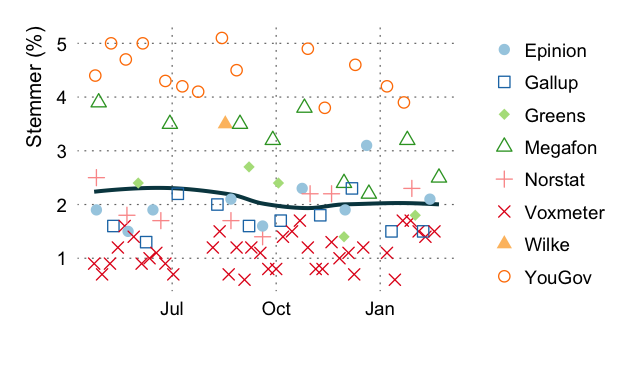 Stemmer (%)
5
4
3
2
1
Jul
Oct
Jan
Epinion
Gallup
Greens
Megafon
Norstat
Voxmeter
Wilke
YouGov